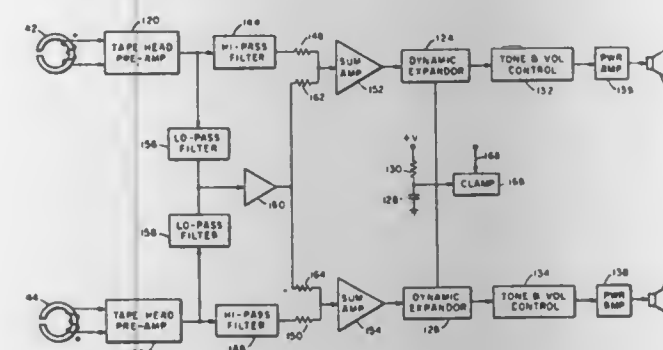 120
144
42
+
TAPE HEAD
PRE-AMP
HI-PASS
FILTER
148
124
SUM
AMP
152
DYNAMIC
EXPANDOR
TONE & VOL
CONTROL
132
PWR
AMP
162
156
LO-PASS
FILTER
+V
130
168
CLAMP
128
160
158
LO-PASS
FILTER
164
134
138
44
TAPE HEAD
PRE-AMP
HI-PASS
FILTER
150
SUM
AMP
154
DYNAMIC
EXPANDOR
TONE & VOL
CONTROL
136
PWR
AMP